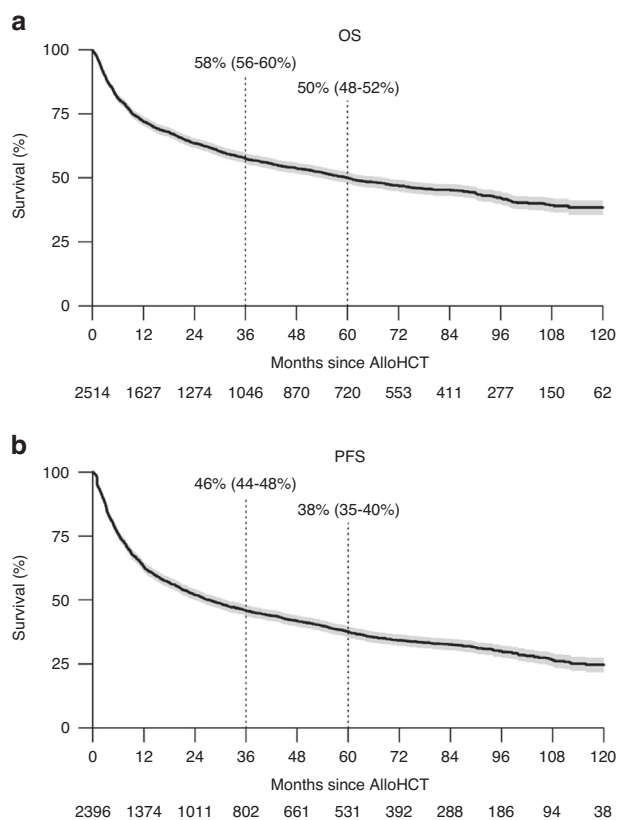 a
OS
100
75
50
25
0
Survival (%)
58% (56-60%)
50% (48-52%)
0 12 24 36 48 60 72 84 96 108 120
Months since AlloHCT
2514 1627 1274 1046 870 720 553 411 277 150 62
b
PFS
100
75
50
25
0
Survival (%)
46% (44-48%)
38% (35-40%)
0 12 24 36 48 60 72 84 96 108 120
Months since AlloHCT
2396 1374 1011 802 661 531 392 288 186 94 38